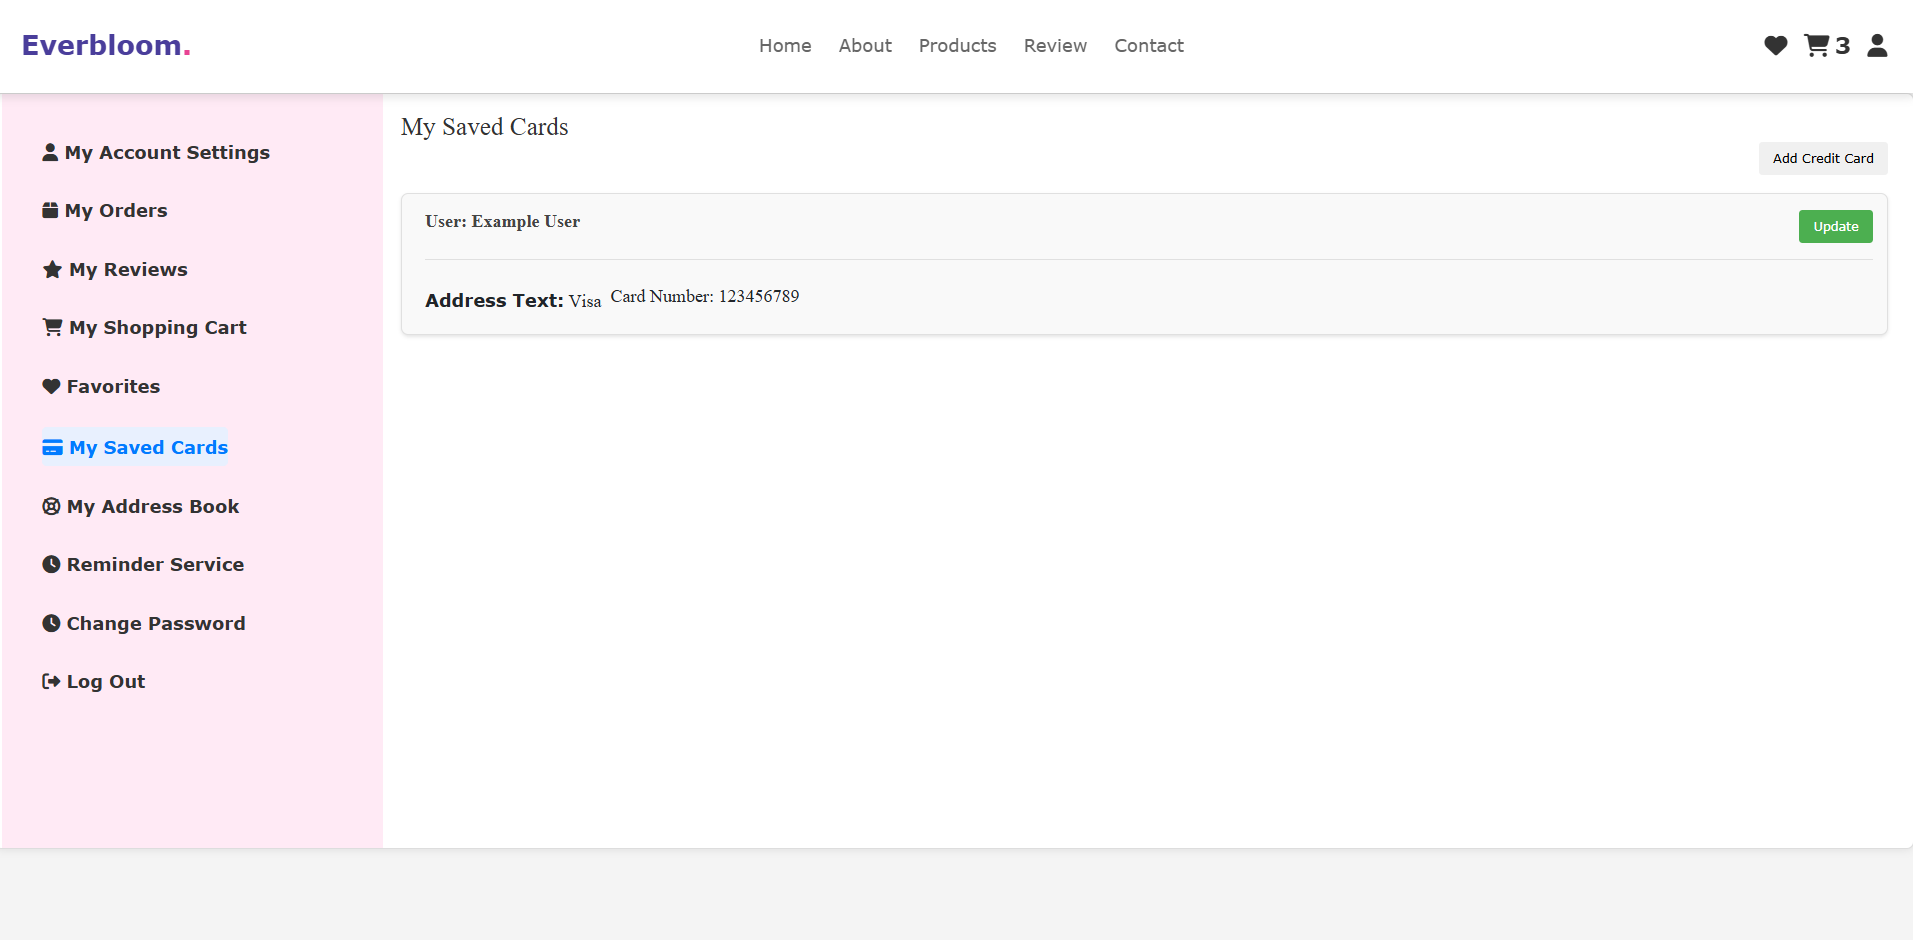 Everbloom.
Home About Products Review Contact
3
My Account Settings
My Orders
My Reviews
My Shopping Cart
Favorites
My Saved Cards
My Address Book
Reminder Service
Change Password
Log Out
My Saved Cards
Add Credit Card
User: Example User
Update
Address Text: Visa Card Number: 123456789